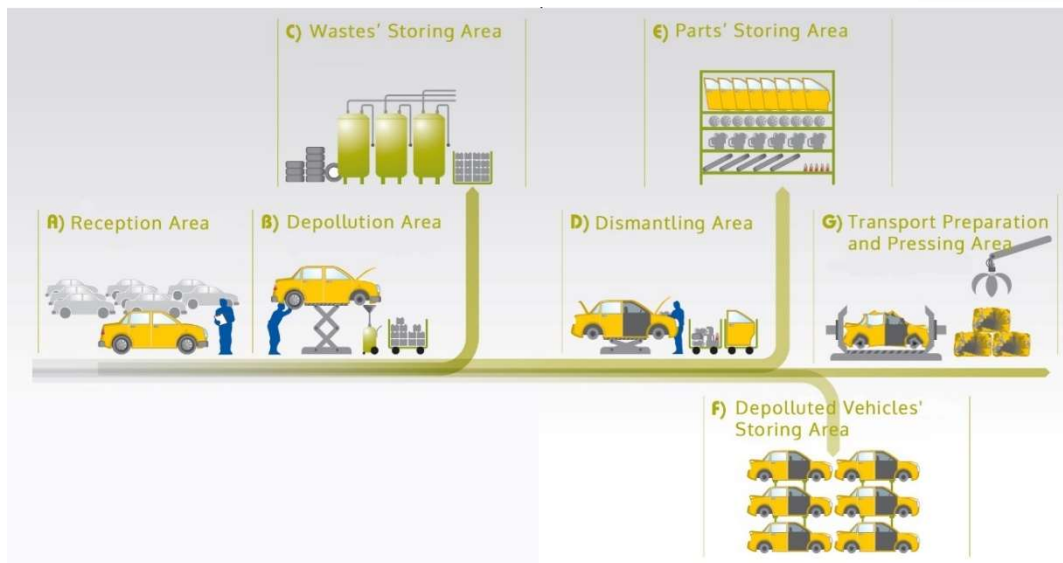 C) Wastes' Storing Area
E) Parts' Storing Area
A) Reception Area
B) Depollution Area
D) Dismantling Area
G) Transport Preparation
and Pressing Area
F) Depolluted Vehicles'
Storing Area